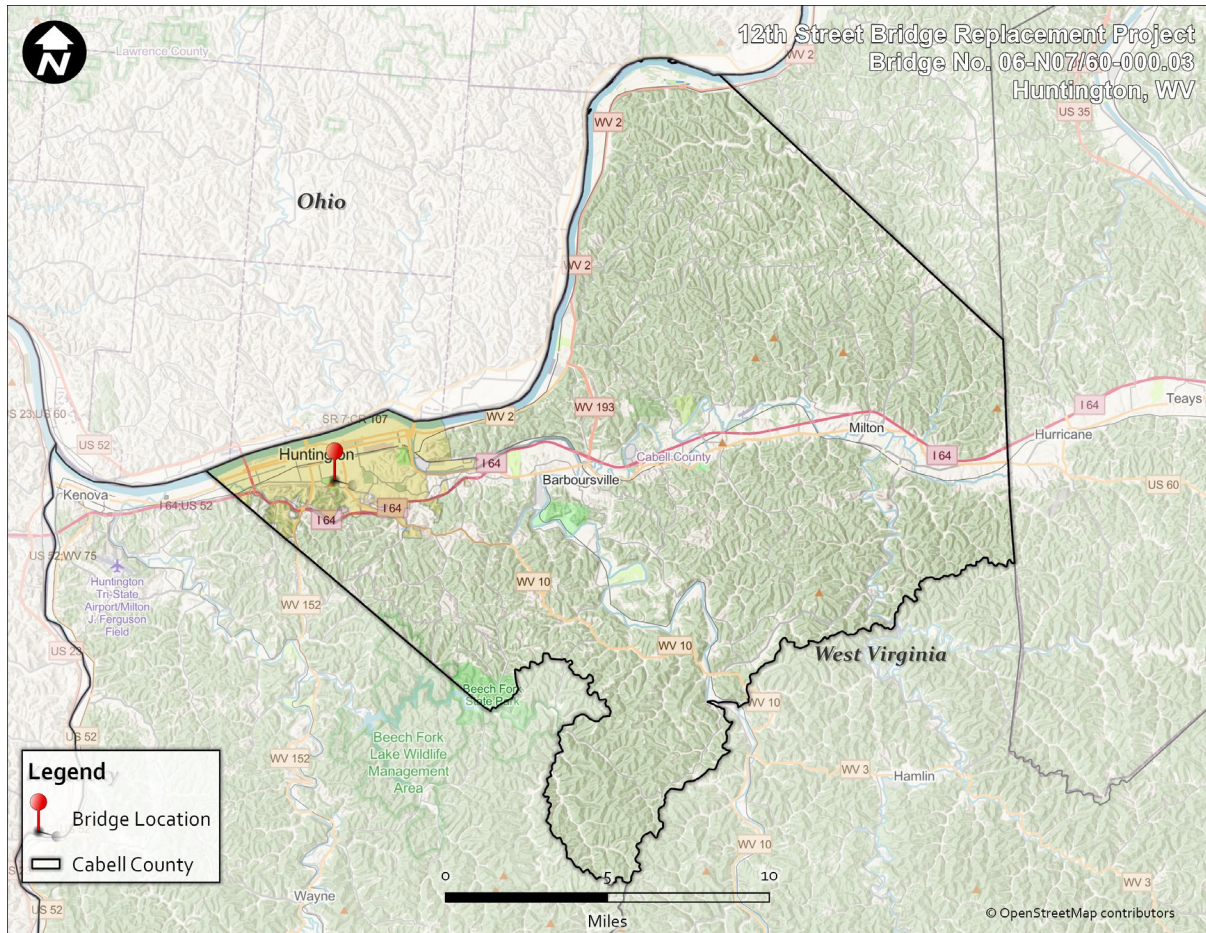 N
12th Street Bridge Replacement Project
Bridge No. 06-N07/60-000.03
Huntington, WV
Lawrence County
WV 2
US 35
WV 2
Ohio
WV 2
SR 7;CR 107
WV 2
WV 193
I 64
Teays
S 23;US 60
US 52
Huntington
Milton
Hurricane
Cabell County
I 64
I 64
Barboursville
US 60
Kenova
I 64;US 52
I 64
I 64
US 52;WV 75
Huntington
Tri-State
Airport/Milton
J. Ferguson
Field
WV 10
WV 152
US 23
WV 10
West Virginia
Beech For
State Park
WV 10
US 52
Beech Fork
Lake Wildlife
Management
Area
WV 152
WV 3
Hamlin
Legend
Bridge Location
Cabell County
WV 10
0
5
10
Miles
Wayne
WV 3
US 52
© OpenStreetMap contributors